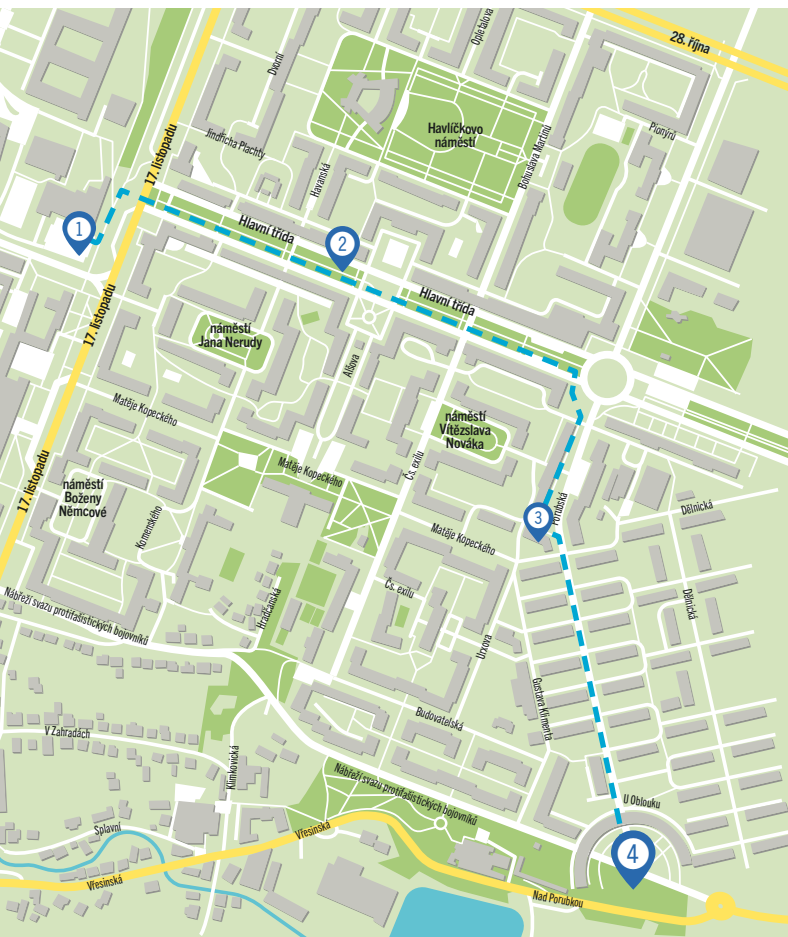 28. října
Opletalova
Dvorní
17. listopadu
Jindřicha Plachty
Havlíčkovo
náměstí
Bohuslava Martinů
Pionýrů
Havanská
1
Hlavní třída
2
Hlavní třída
17. listopadu
náměstí
Jana Nerudy
Alšova
Matěje Kopeckého
náměstí
Vítězslava
Nováka
Čs. exilu
Matěje Kopeckého
17. listopadu
náměstí
Boženy
Němcové
Komenského
3
Porubská
Dělnická
Matěje Kopeckého
Čs. exilu
Dělnická
Nábřeží svazu protifašistických bojovníků
Hradčanská
Urxova
Gustava Klimenta
Budovatelská
V Zahradách
Klimkovická
Nábřeží svazu protifašistických bojovníků
U Oblouku
Splavní
Vřesinská
4
Vřesinská
Nad Porubkou